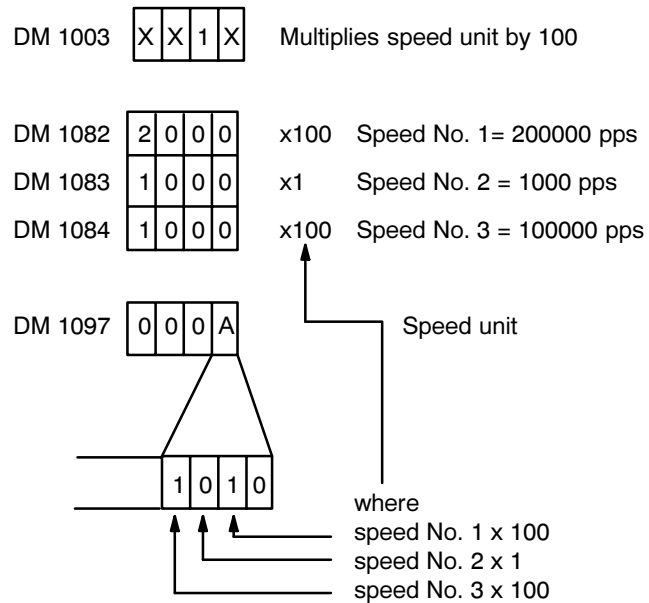 DM 1003 X X 1 X Multiplies speed unit by 100
DM 1082 2 0 0 0 x100 Speed No. 1= 200000 pps
DM 1083 1 0 0 0 x1 Speed No. 2 = 1000 pps
DM 1084 1 0 0 0 x100 Speed No. 3 = 100000 pps
DM 1097 0 0 0 A Speed unit
1 0 1 0
where
speed No. 1 x 100
speed No. 2 x 1
speed No. 3 x 100